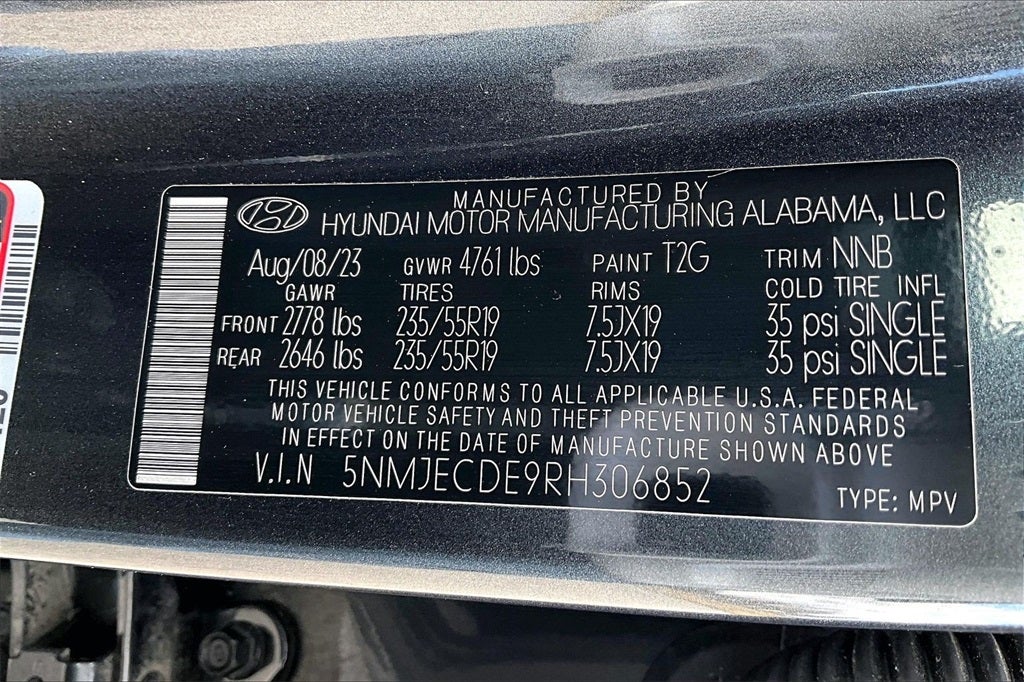 MANUFACTURED BY
HYUNDAI MOTOR MANUFACTURING ALABAMA, LLC
Aug/08/23 GVWR 4761 lbs PAINT T2G TRIM NNB
GAWR TIRES RIMS COLD TIRE INFL
FRONT 2778 lbs 235/55R19 7.5JX19 35 psi SINGLE
REAR 2646 lbs 235/55R19 7.5JX19 35 psi SINGLE
THIS VEHICLE CONFORMS TO ALL APPLICABLE U.S.A. FEDERAL
MOTOR VEHICLE SAFETY AND THEFT PREVENTION STANDARDS
IN EFFECT ON THE DATE OF MANUFACTURE SHOWN ABOVE.
V.I.N 5NMJECDE9RH306852 TYPE: MPV